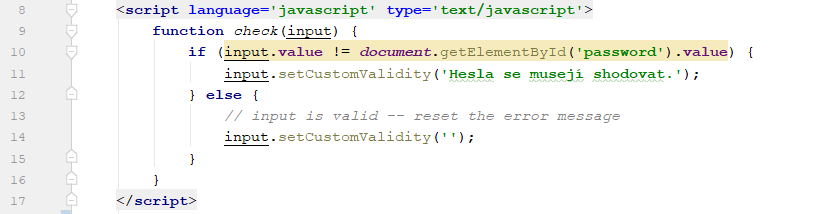 8 <script language='javascript' type='text/javascript'>
9 function check(input) {
10 if (input.value != document.getElementById('password').value) {
11 input.setCustomValidity('Hesla se musejí shodovat.');
12 } else {
13 // input is valid -- reset the error message
14 input.setCustomValidity('');
15 }
16 }
17 </script>